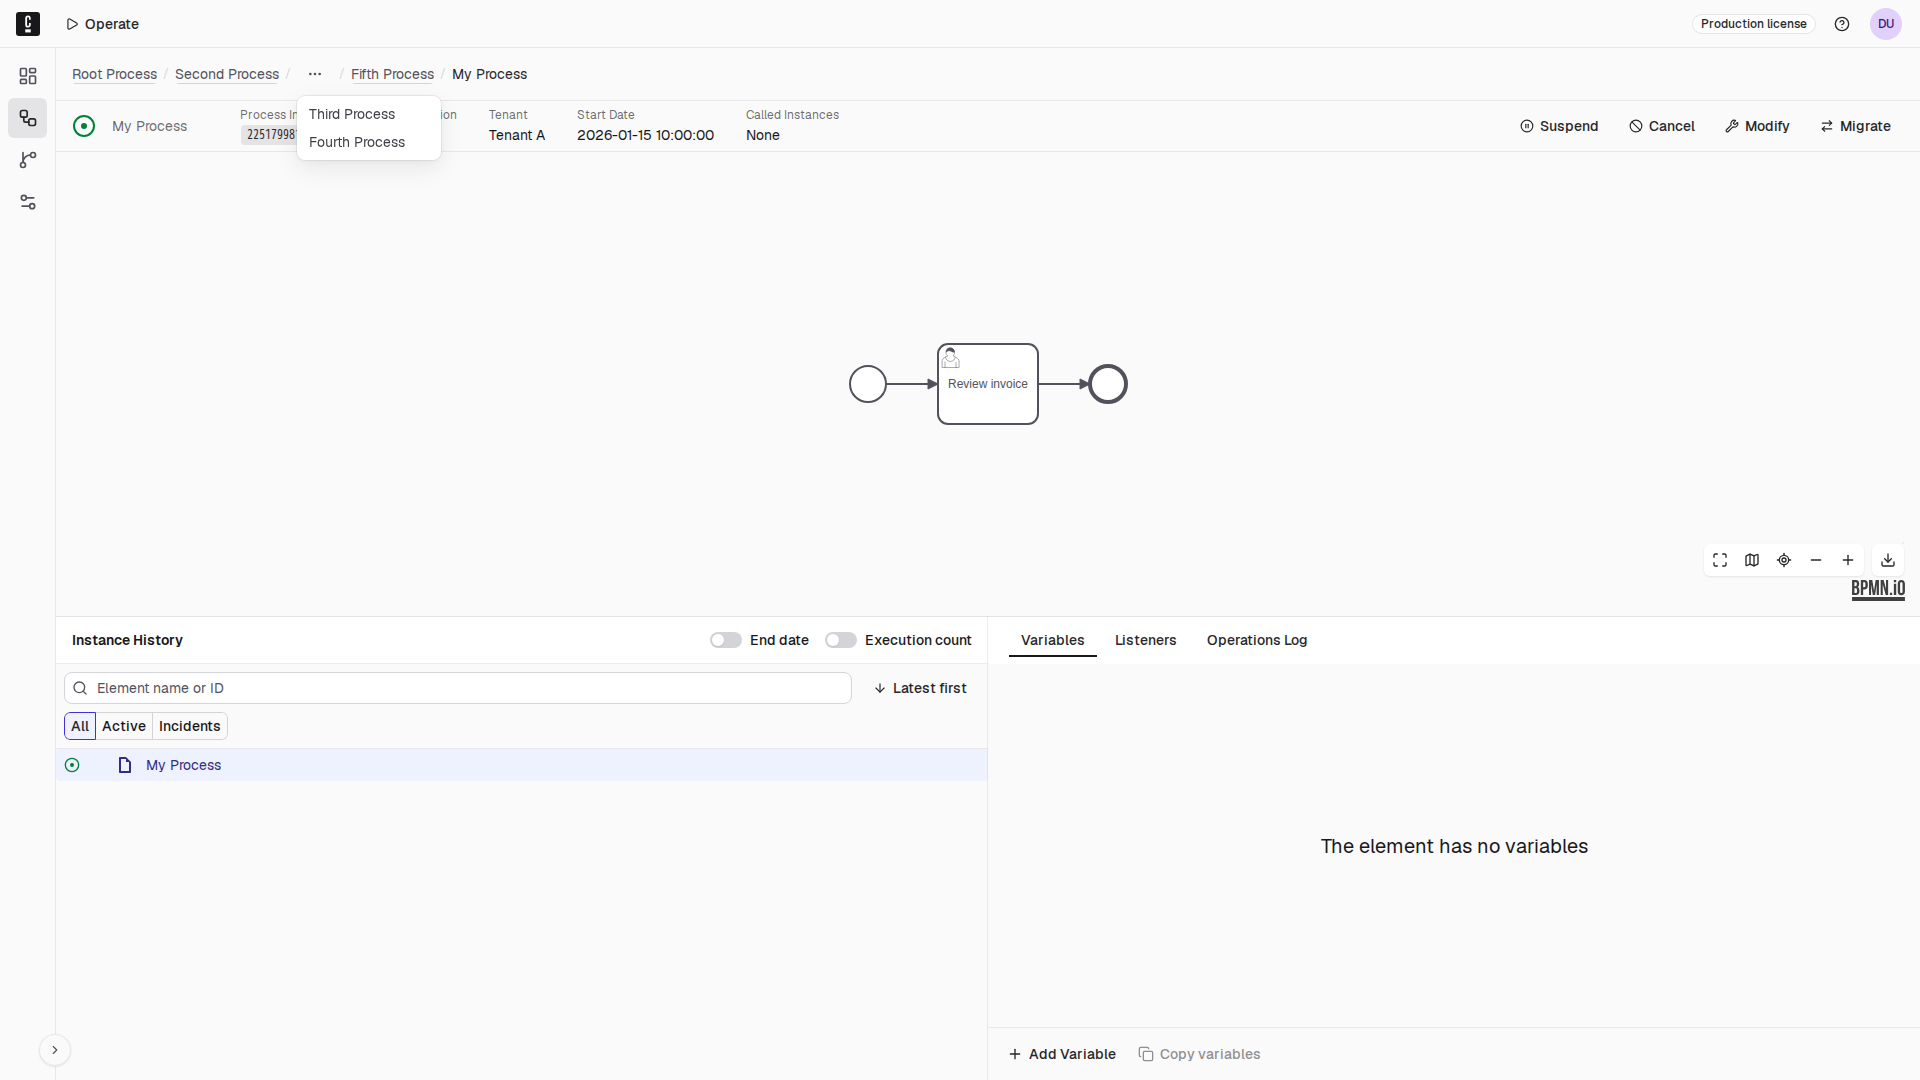 Operate
Production license
DU
Root Process / Second Process / ... / Fifth Process / My Process
Third Process
Fourth Process
My Process
Process In
22517998
ion
Tenant
Tenant A
Start Date
2026-01-15 10:00:00
Called Instances
None
Suspend
Cancel
Modify
Migrate
Review invoice
BPMN.iO
Instance History
End date
Execution count
Element name or ID
Latest first
All
Active
Incidents
My Process
Variables
Listeners
Operations Log
The element has no variables
Add Variable
Copy variables